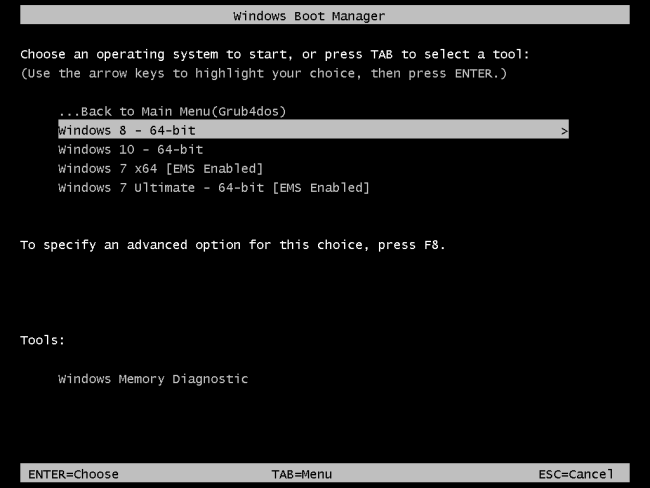 Windows Boot Manager
Choose an operating system to start, or press TAB to select a tool:
(Use the arrow keys to highlight your choice, then press ENTER.)
...Back to Main Menu(Grub4dos)
Windows 8 - 64-bit >
Windows 10 - 64-bit
Windows 7 x64 [EMS Enabled]
Windows 7 Ultimate - 64-bit [EMS Enabled]
To specify an advanced option for this choice, press F8.
Tools:
Windows Memory Diagnostic
ENTER=Choose TAB=Menu ESC=Cancel